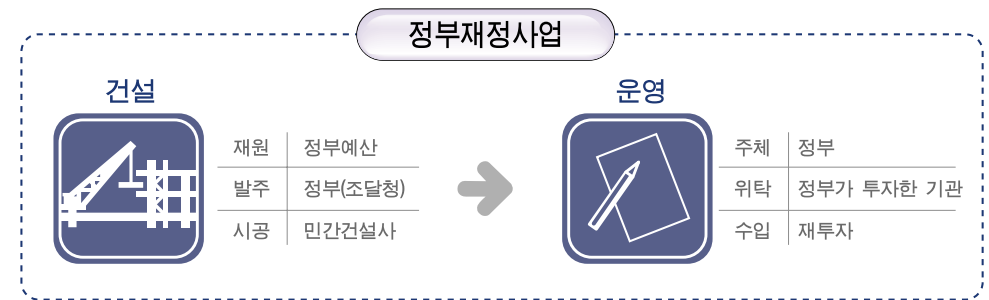 정부재정사업
건설
재원 정부예산
발주 정부(조달청)
시공 민간건설사
운영
주체 정부
위탁 정부가 투자한 기관
수입 재투자